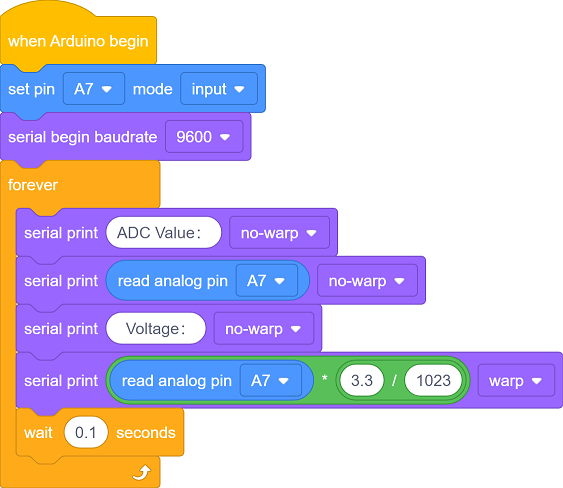 when Arduino begin
set pin A7 mode input
serial begin baudrate 9600
forever
serial print ADC Value: no-warp
serial print read analog pin A7 no-warp
serial print Voltage: no-warp
serial print read analog pin A7 * 3.3 / 1023 warp
wait 0.1 seconds